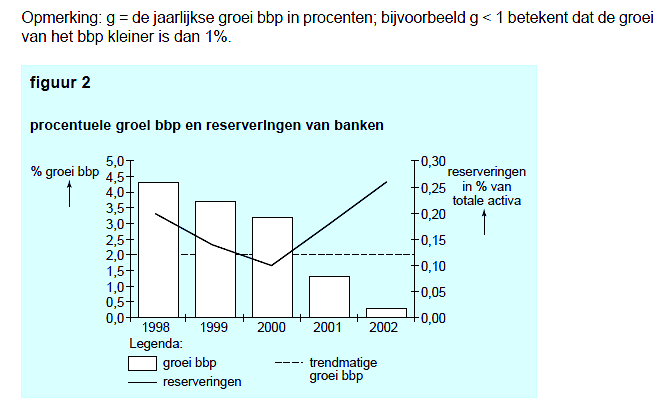 Opmerking: g = de jaarlijkse groei bbp in procenten; bijvoorbeeld g < 1 betekent dat de groei
van het bbp kleiner is dan 1%.
figuur 2
procentuele groei bbp en reserveringen van banken
% groei bbp
5,0
4,5
4,0
3,5
3,0
2,5
2,0
1,5
1,0
0,5
0,0
0,30
0,25
0,20
0,15
0,10
0,05
0,00
reserveringen
in % van
totale activa
1998 1999 2000 2001 2002
Legenda:
groei bbp
reserveringen
trendmatige
groei bbp